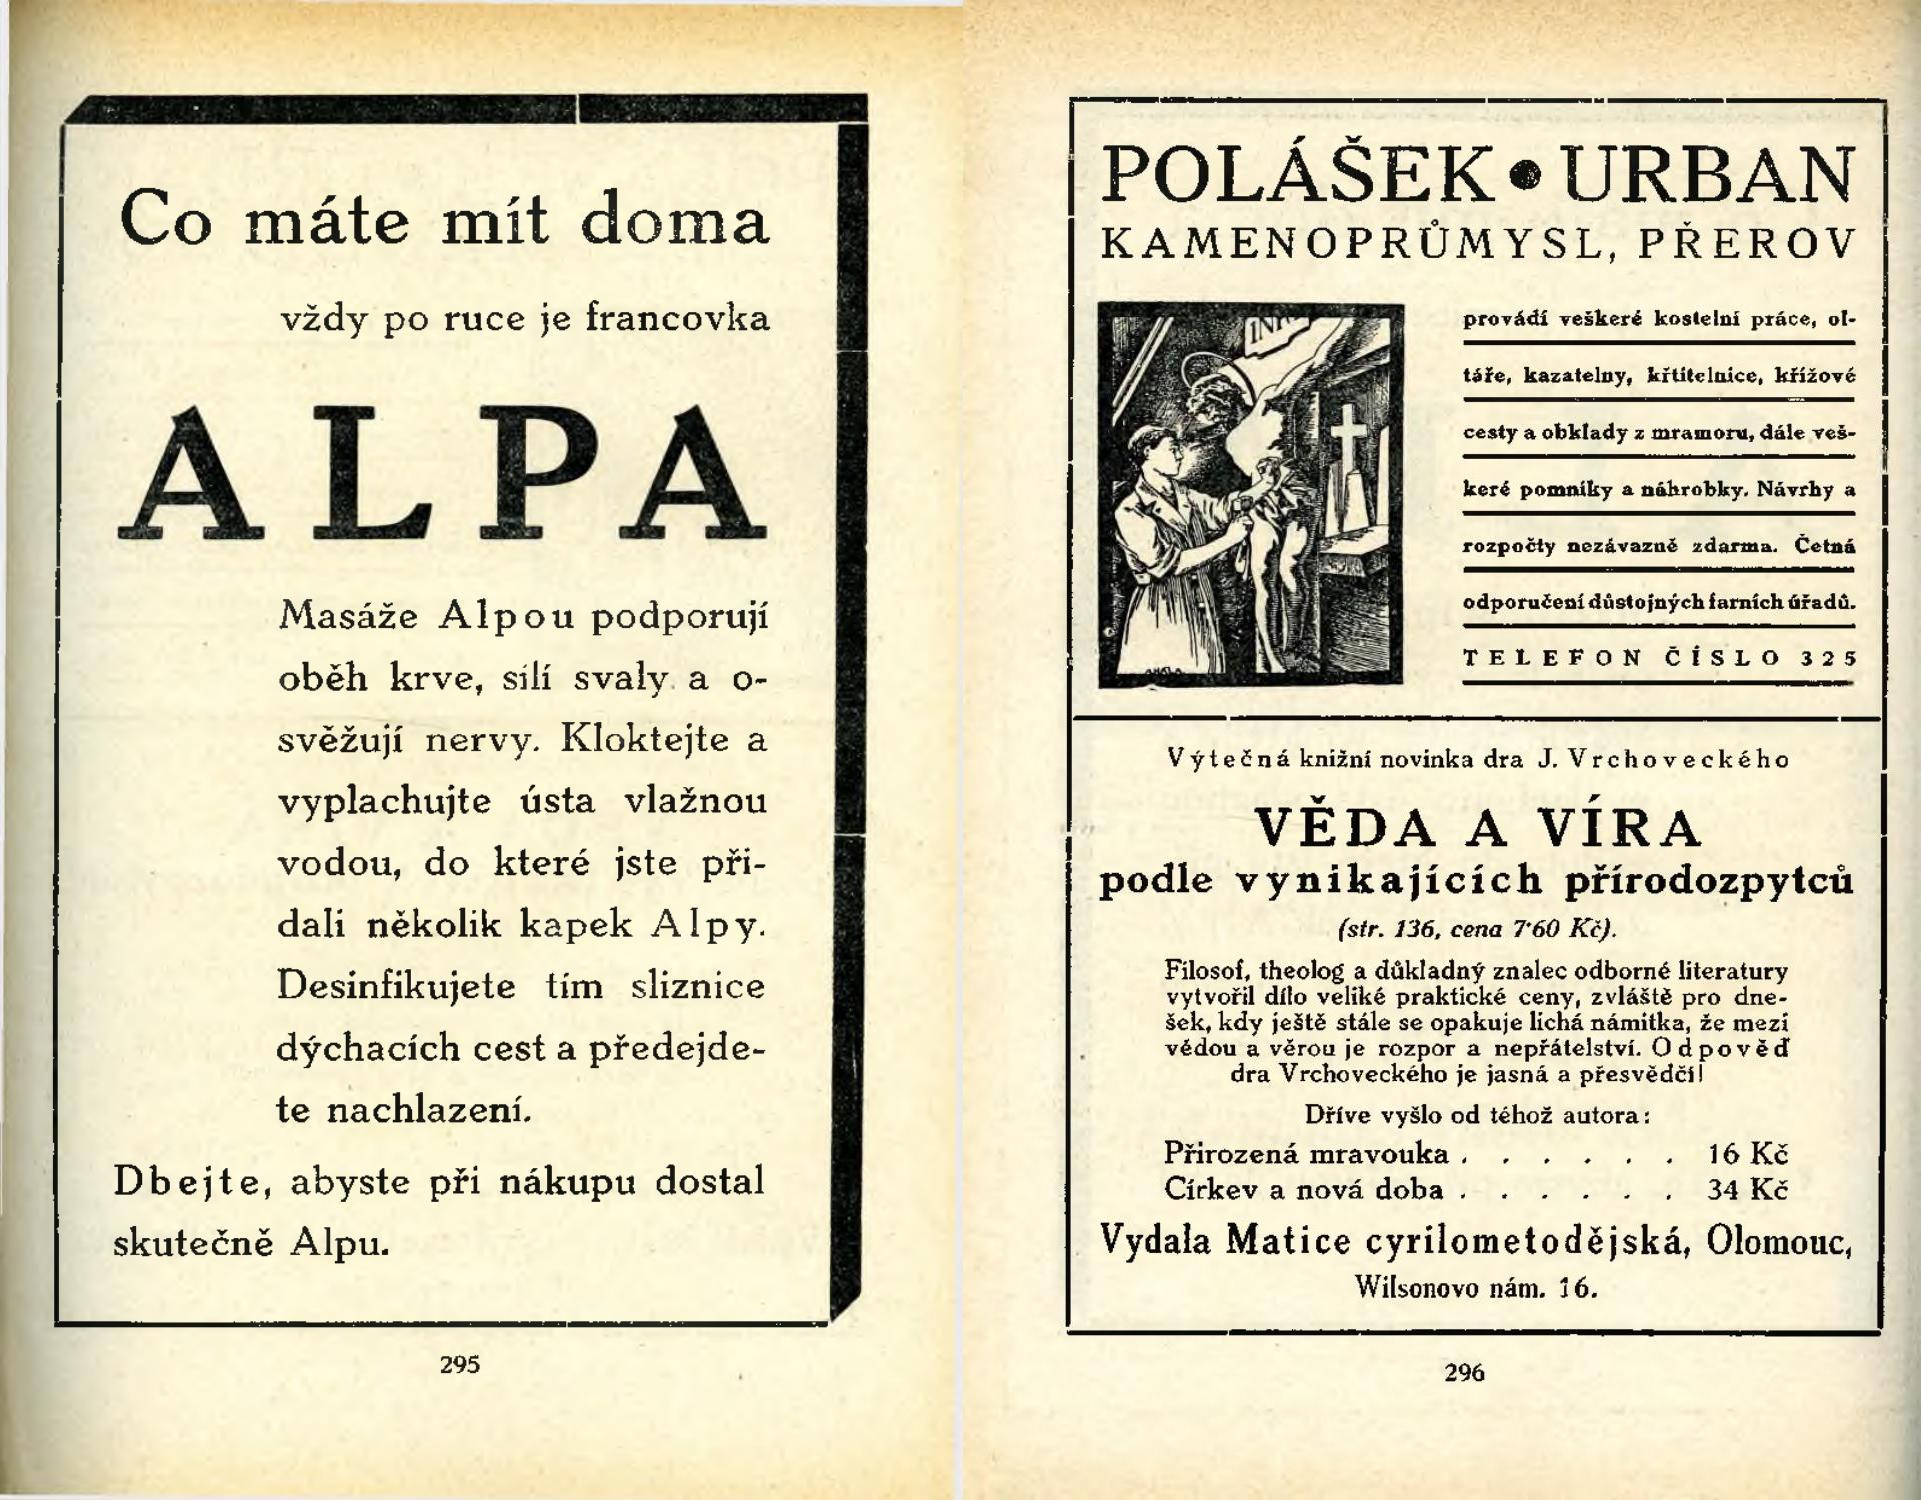 Co máte mít doma
vždy po ruce je francovka
ALPA
Masáže Alpou podporují
oběh krve, sílí svaly a o-
svěžují nervy. Kloktejte a
vyplachujte ústa vlažnou
vodou, do které jste při-
dali několik kapek Alpy.
Desinfikujete tím sliznice
dýchacích cest a předejde-
te nachlazení.
Dbejte, abyste při nákupu dostal
skutečně Alpu.
295
POLÁŠEK • URBAN
KAMENOPRŮMYSL, PŘEROV
INRI
provádí veškeré kostelní práce, ol-
táře, kazatelny, křtitelnice, křížové
cesty a obklady z mramoru, dále veš-
keré pomníky a náhrobky. Návrhy a
rozpočty nezávazně zdarma. Četná
odporučení důstojných farních úřadů.
TELEFON ČÍSLO 325
Výtečná knižní novinka dra J. Vrchoveckého
VĚDA A VÍRA
podle vynikajících přírodozpytců
(str. 136, cena 7·60 Kč).
Filosof, theolog a důkladný znalec odborné literatury
vytvořil dílo veliké praktické ceny, zvláště pro dne-
šek, kdy ještě stále se opakuje lichá námitka, že mezi
vědou a věrou je rozpor a nepřátelství. Odpověď
dra Vrchoveckého je jasná a přesvědčí!
Dříve vyšlo od téhož autora:
Přirozená mravouka . . . . . . 16 Kč
Církev a nová doba . . . . . . 34 Kč
Vydala Matice cyrilometodějská, Olomouc,
Wilsonovo nám. 16.
296